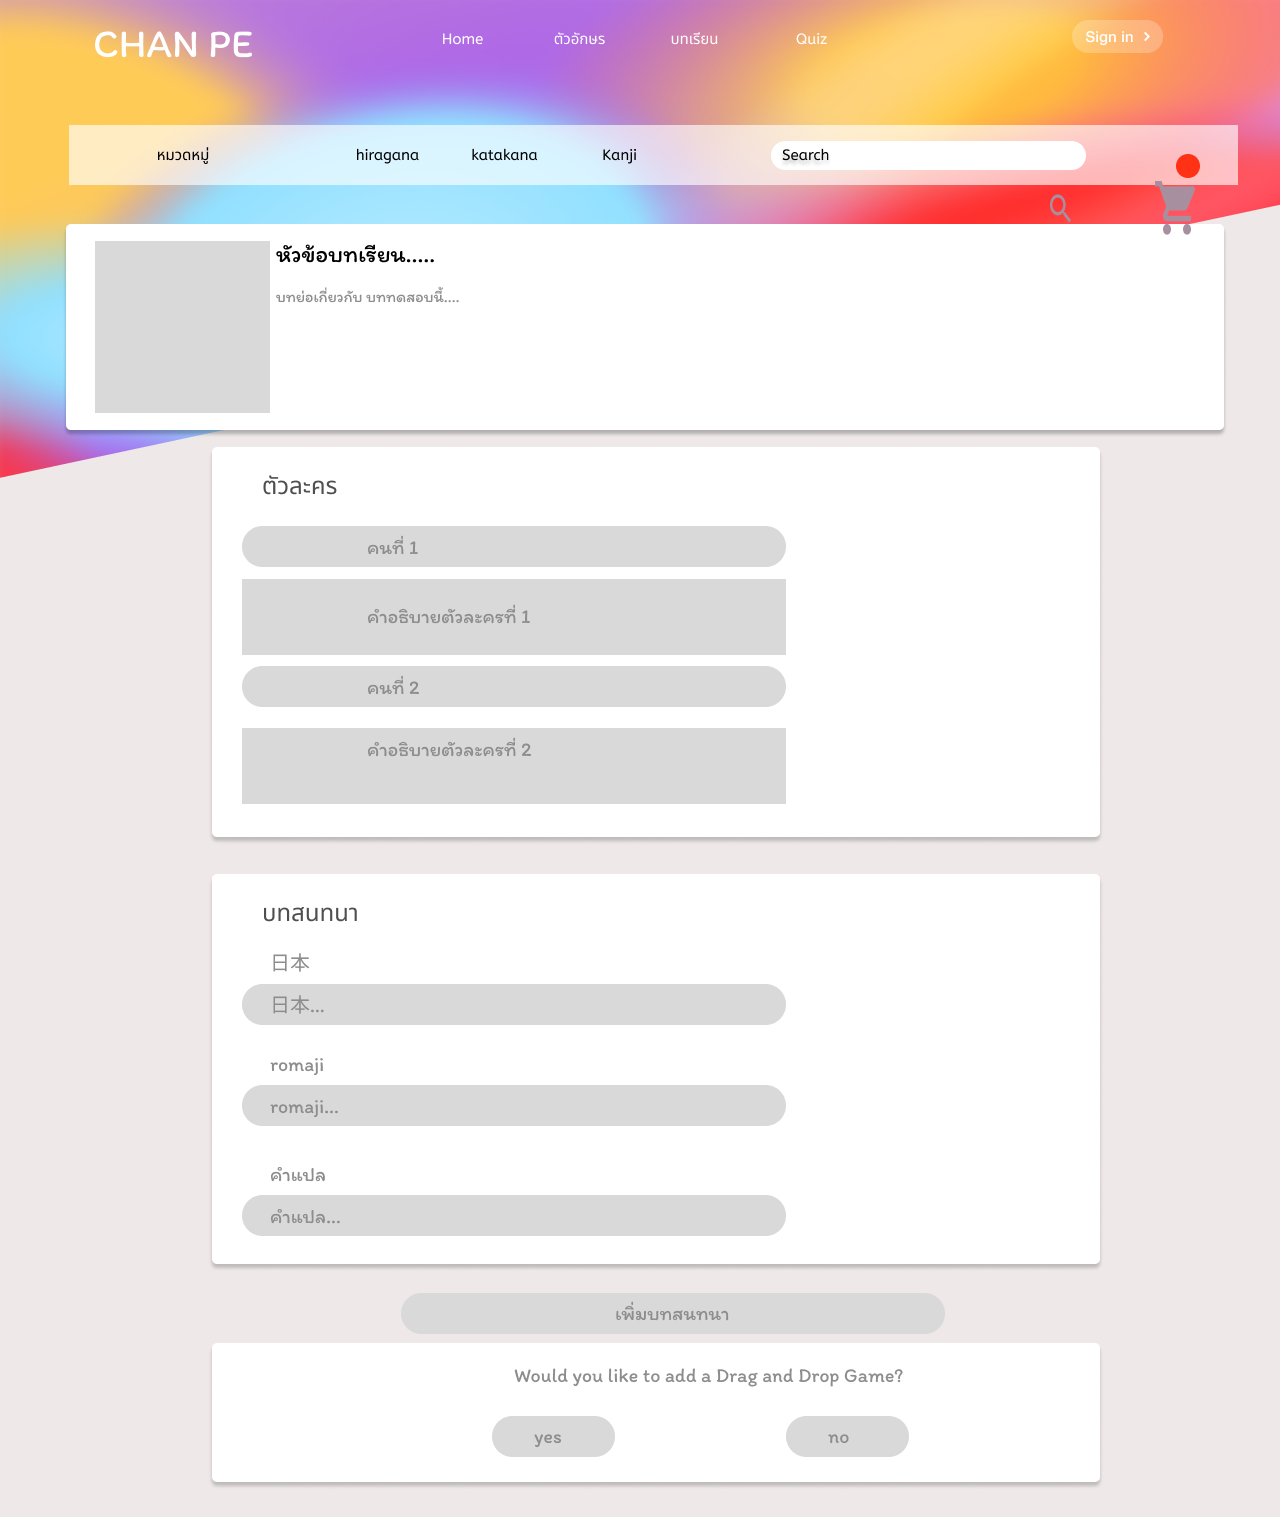 CHAN PE
Home
ตัวอักษร
บทเรียน
Quiz
Sign in
หมวดหมู่
hiragana
katakana
Kanji
Search
หัวข้อบทเรียน.....
บทย่อเกี่ยวกับ บททดสอบนี้....
ตัวละคร
คนที่ 1
คำอธิบายตัวละครที่ 1
คนที่ 2
คำอธิบายตัวละครที่ 2
บทสนทนา
日本
日本...
romaji
romaji...
คำแปล
คำแปล...
เพิ่มบทสนทนา
Would you like to add a Drag and Drop Game?
yes
no